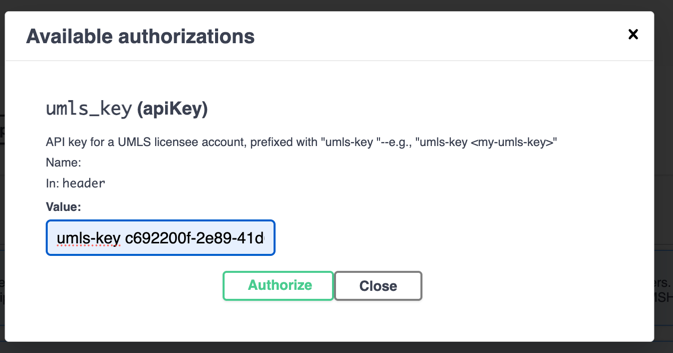 Available authorizations
×
umls_key (apiKey)
API key for a UMLS licensee account, prefixed with "umls-key "--e.g., "umls-key <my-umls-key>"
Name:
In: header
Value:
umls-key c692200f-2e89-41d
Authorize
Close